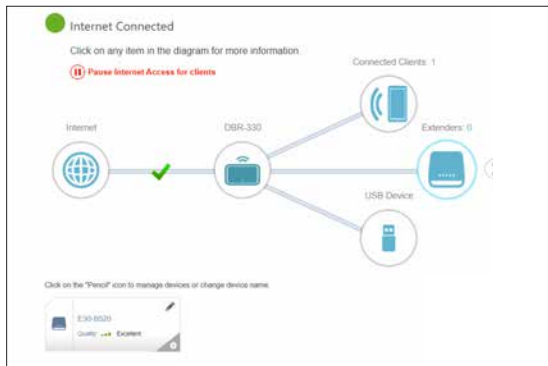 Internet Connected
Click on any item in the diagram for more information.
Pause Internet Access for clients
Connected Clients: 1
Internet
DBR-330
Extenders: 0
USB Device
Click on the "Pencil" icon to manage devices or change device name.
Quality: Excellent